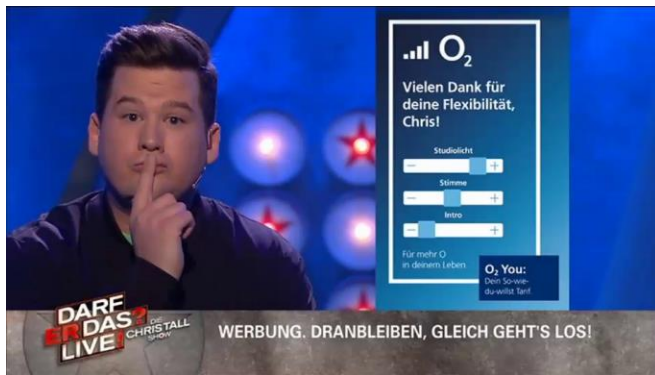 O₂
Vielen Dank für
deine Flexibilität,
Chris!
Studiolicht
– +
Stimme
– +
Intro
– +
Für mehr O
in deinem Leben
O₂ You:
Dein So-wie-
du-willst Tarif.
DARF
ER DAS?
LIVE!
DIE
CHRIS TALL
SHOW
WERBUNG. DRANBLEIBEN, GLEICH GEHT'S LOS!